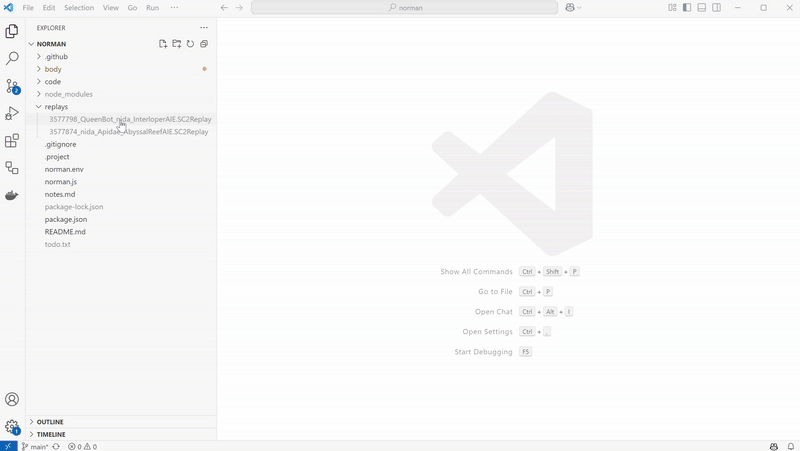 File Edit Selection View Go Run ···
norman
EXPLORER
NORMAN
.github
body
code
node_modules
replays
3577798_QueenBot_nida_InterloperAIE.SC2Replay
3577874_nida_Apidae_AbyssalReefAIE.SC2Replay
.gitignore
.project
norman.env
norman.js
notes.md
package-lock.json
package.json
README.md
todo.txt
Show All Commands Ctrl + Shift + P
Go to File Ctrl + P
Open Chat Ctrl + Alt + I
Open Settings Ctrl + ,
Start Debugging F5
2
1
OUTLINE
TIMELINE
main* 0 0